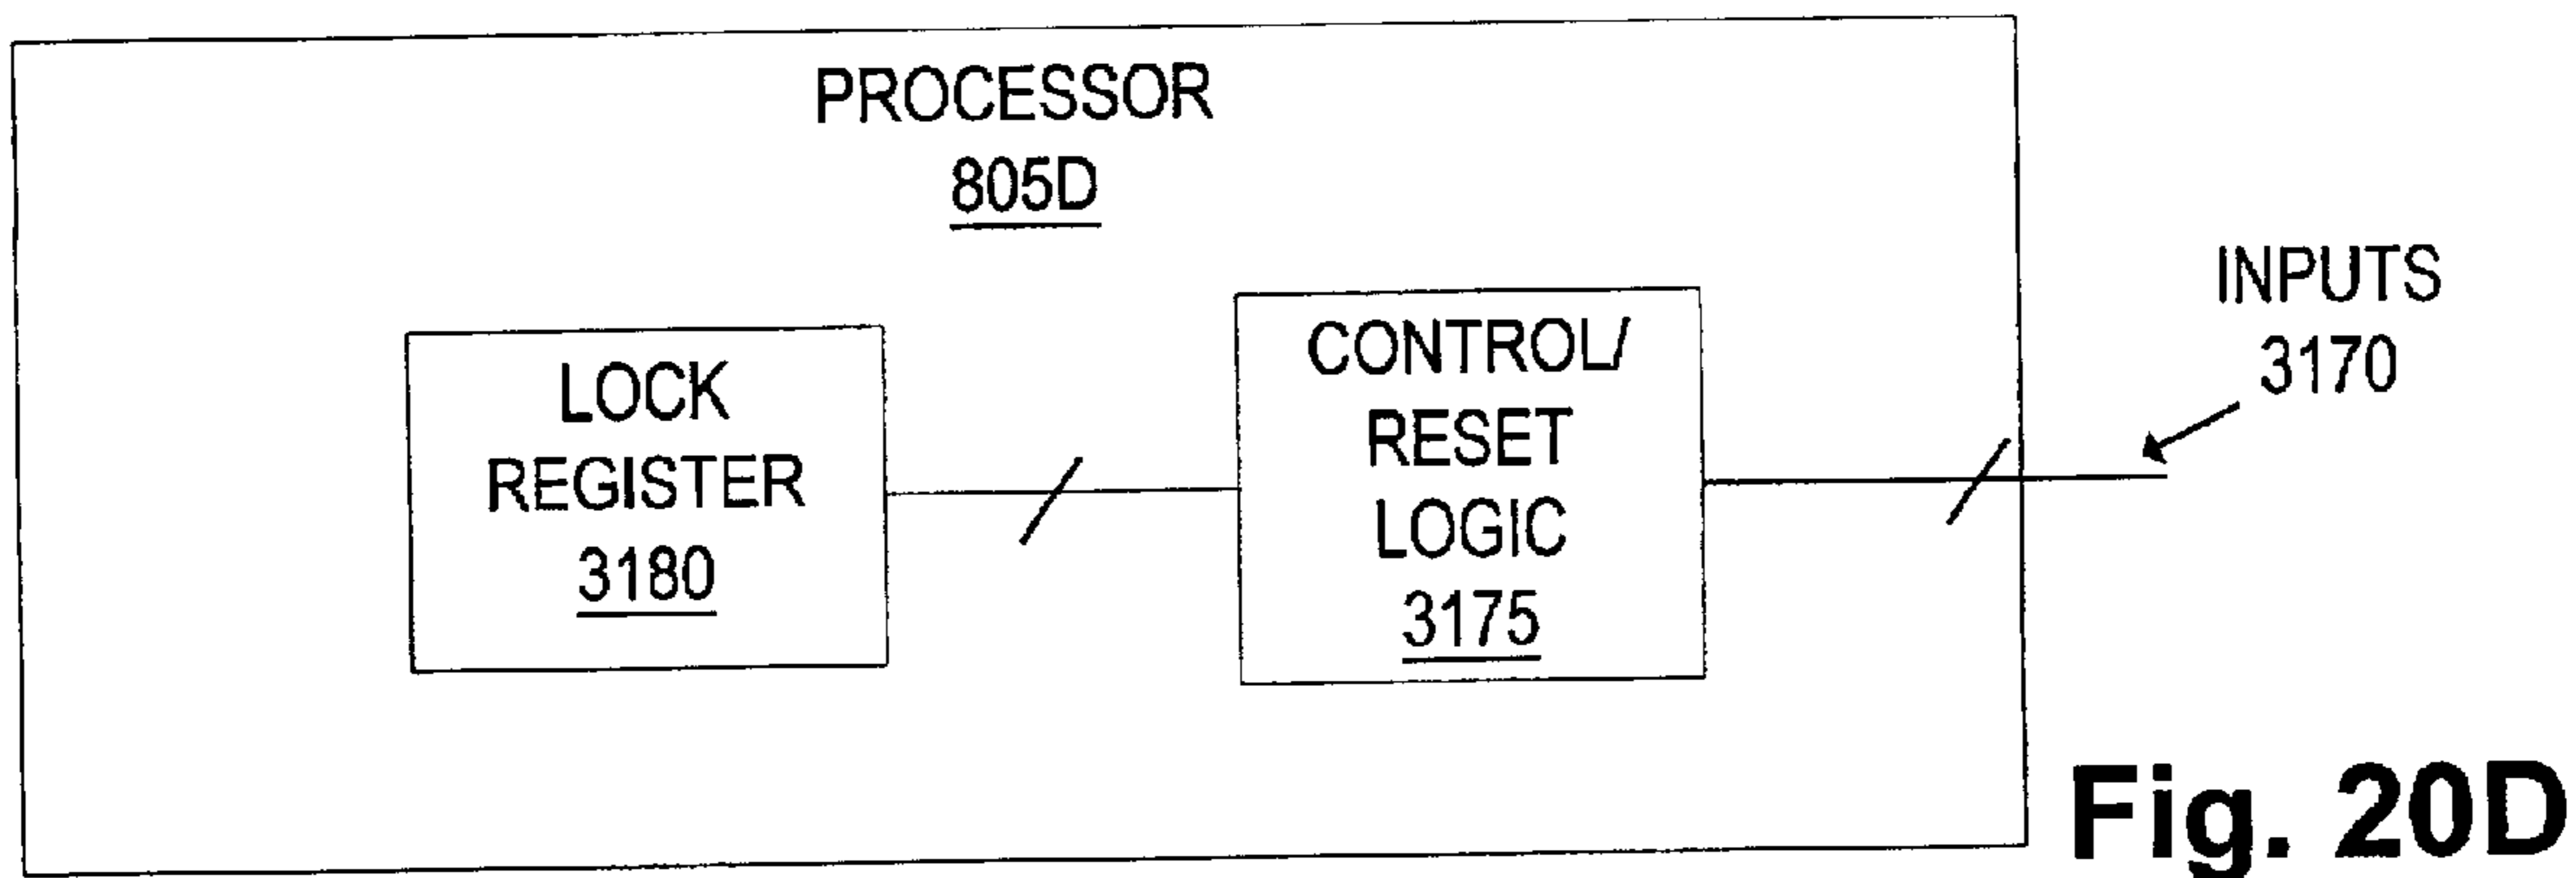 PROCESSOR
805D
LOCK
REGISTER
3180
CONTROL/
RESET
LOGIC
3175
INPUTS
3170
Fig. 20D